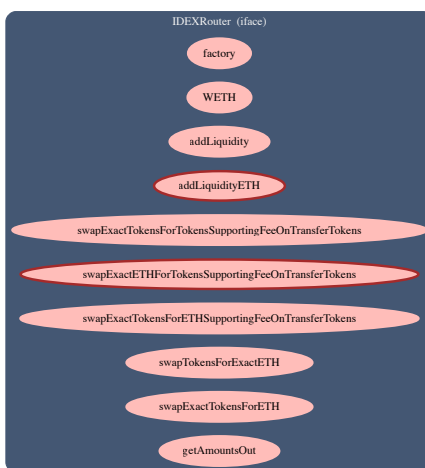 IDEXRouter (iface)
factory
WETH
addLiquidity
addLiquidityETH
swapExactTokensForTokensSupportingFeeOnTransferTokens
swapExactETHForTokensSupportingFeeOnTransferTokens
swapExactTokensForETHSupportingFeeOnTransferTokens
swapTokensForExactETH
swapExactTokensForETH
getAmountsOut